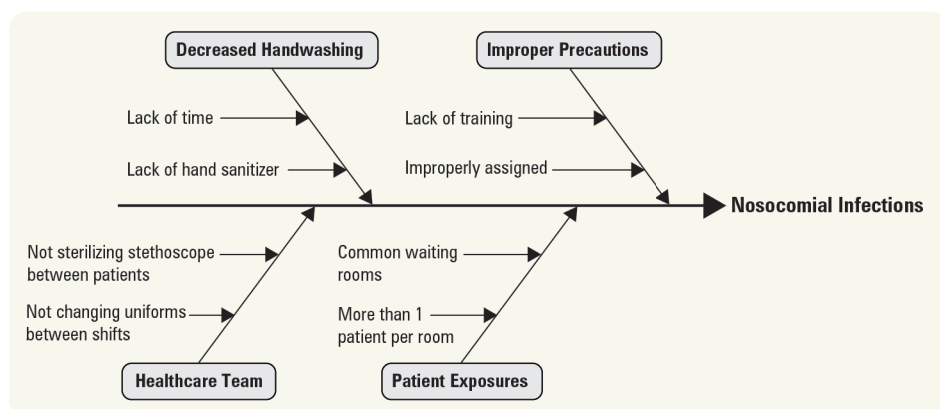 Decreased Handwashing
Improper Precautions
Lack of time
Lack of training
Lack of hand sanitizer
Improperly assigned
Nosocomial Infections
Not sterilizing stethoscope
between patients
Common waiting
rooms
Not changing uniforms
between shifts
More than 1
patient per room
Healthcare Team
Patient Exposures